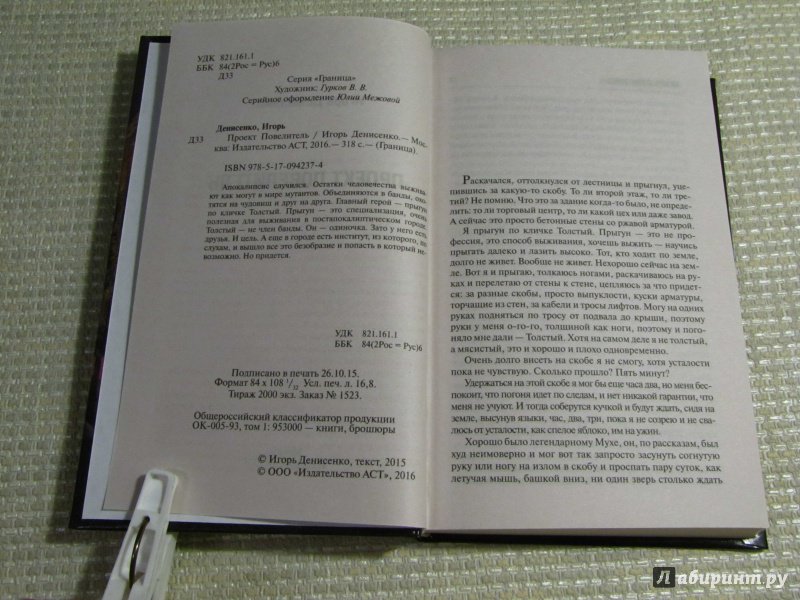 УДК 821.161.1
ББК 84(2Рос = Рус)6
Д33
Серия «Граница»
Художник: Гурков В. В.
Серийное оформление Юлии Межовой
Денисенко, Игорь
Д33 Проект Повелитель / Игорь Денисенко.— Мос-
ква: Издательство АСТ, 2016.— 318 с.— (Граница).
ISBN 978-5-17-094237-4
Апокалипсис случился. Остатки человечества выжива-
ют как могут в мире мутантов. Объединяются в банды, охо-
тятся на чудовищ и друг на друга. Главный герой — прыгун
по кличке Толстый. Прыгун — это специализация, очень
полезная для выживания в постапокалиптическом городе.
Толстый — не член банды. Он — одиночка. Зато у него есть
друзья. И цель. А еще в городе есть институт, из которого, по
слухам, и вышло все это безобразие и попасть в который не-
возможно. Но придется.
УДК 821.161.1
ББК 84(2Рос = Рус)6
Подписано в печать 26.10.15.
Формат 84 x 108 1/32 Усл. печ. л. 16,8.
Тираж 2000 экз. Заказ № 1523.
Общероссийский классификатор продукции
ОК-005-93, том 1: 953000 — книги, брошюры
© Игорь Денисенко, текст, 2015
© ООО «Издательство АСТ», 2016
Раскачался, оттолкнулся от лестницы и прыгнул, уце-
пившись за какую-то скобу. То ли второй этаж, то ли тре-
тий? Не помню. Что это за здание когда-то было, не опреде-
лить: то ли торговый центр, то ли какой цех или даже завод.
А сейчас это просто бетонные стены со ржавой арматурой.
Я прыгун по кличке Толстый. Прыгун — это не про-
фессия, это способ выживания, хочешь выжить — научись
прыгать далеко и лазить высоко. Тот, кто ходит по земле,
долго не живет. Вообще не живет. Нехорошо сейчас на зем-
ле. Вот я и прыгаю, толкаюсь ногами, раскачиваюсь на ру-
ках и перелетаю от стены к стене, цепляюсь за что придет-
ся: за разные скобы, просто выпуклости, куски арматуры,
торчащие из стен, за кабели и тросы лифтов. Могу на одних
руках подняться по тросу от подвала до крыши, поэтому
руки у меня о-го-го, толщиной как ноги, поэтому и пого-
няло мне дали — Толстый. Хотя на самом деле я не толстый,
а мясистый, это и хорошо и плохо одновременно.
Очень долго висеть на скобе я не смогу, хотя усталости
пока не чувствую. Сколько прошло? Пять минут?
Удержаться на этой скобе я мог бы еще часа два, но меня бес-
покоит, что погоня идет по следам, и нет никакой гарантии, что
меня не учуют. И тогда соберутся кучкой и будут ждать, сидя на
земле, высунув языки, час, два, три, пока я не созрею и не сва-
люсь от усталости, как спелое яблоко, им на ужин.
Хорошо было легендарному Мухе, он, по рассказам, был
худ неимоверно и мог вот так запросто засунуть согнутую
руку или ногу на излом в скобу и проспать пару суток, как
летучая мышь, башкой вниз, ни один зверь столько ждать
Лабиринт.ру